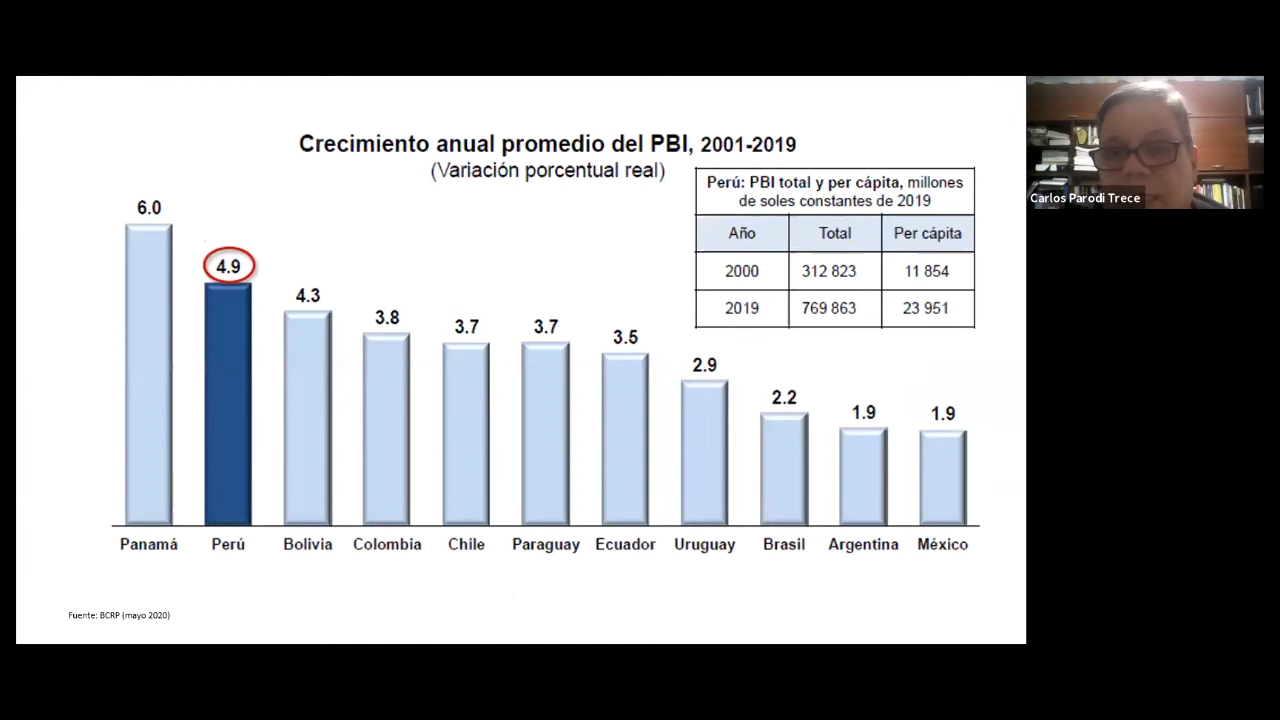 Crecimiento anual promedio del PBI, 2001-2019
(Variación porcentual real)
Perú: PBI total y per cápita, millones
de soles constantes de 2019
Año Total Per cápita
2000 312 823 11 854
2019 769 863 23 951
6.0
4.9
4.3
3.8
3.7
3.7
3.5
2.9
2.2
1.9
1.9
Panamá Perú Bolivia Colombia Chile Paraguay Ecuador Uruguay Brasil Argentina México
Fuente: BCRP (mayo 2020)
Carlos Parodi Trece